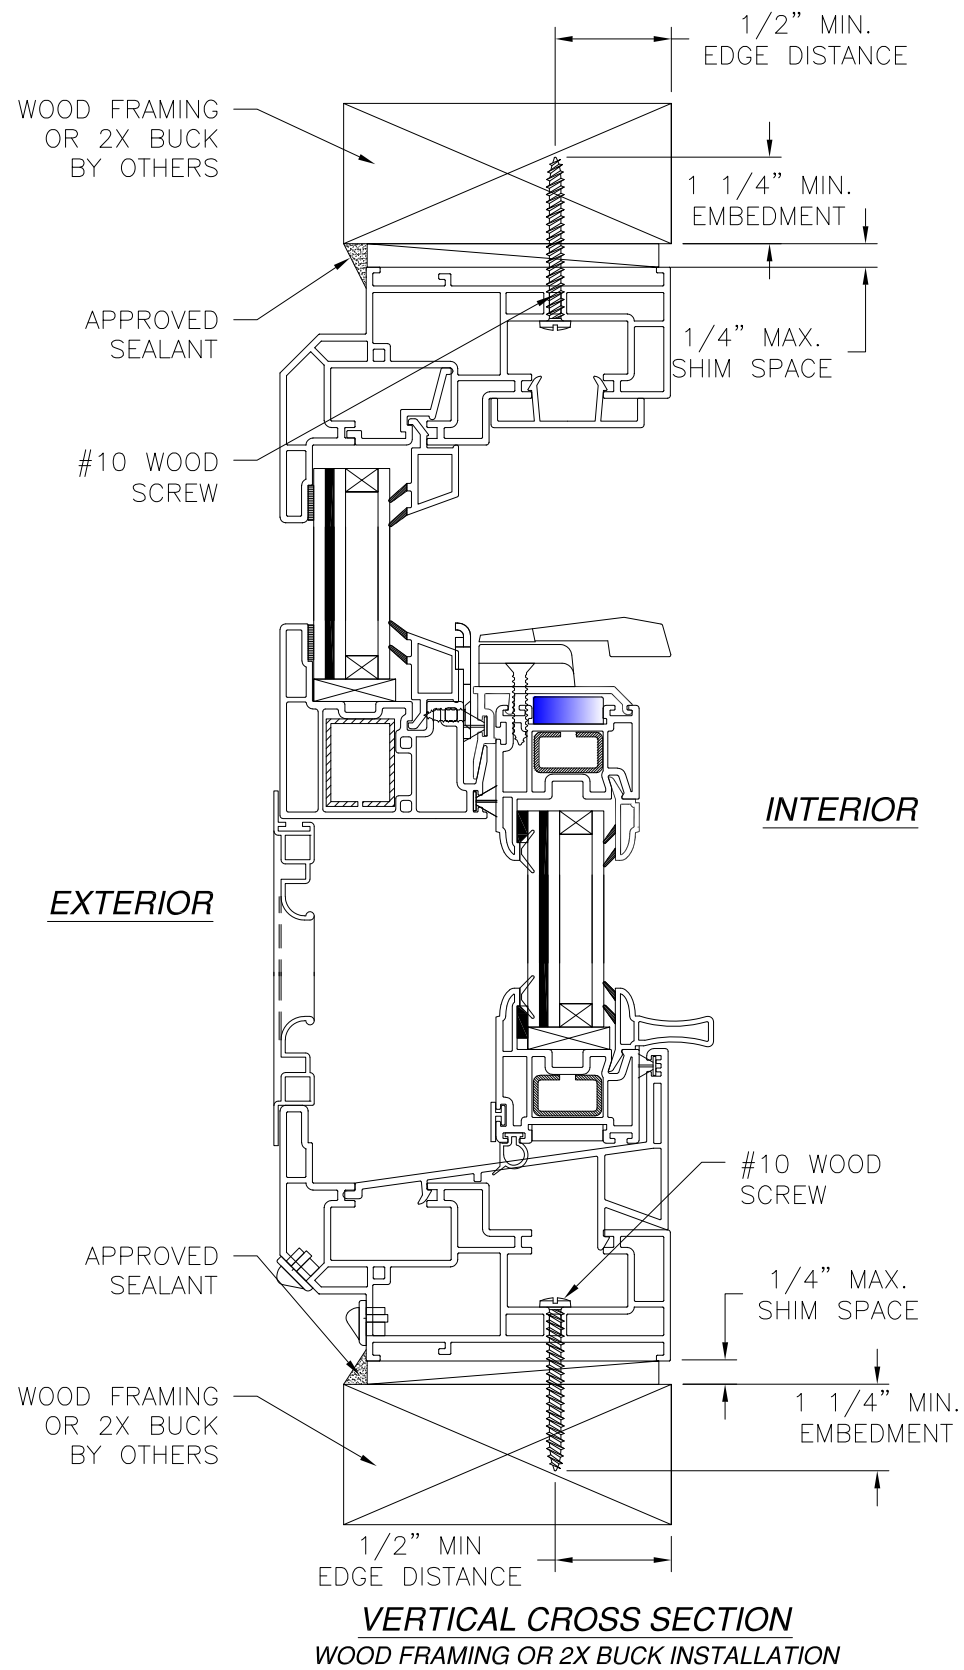 1/2" MIN.
EDGE DISTANCE
WOOD FRAMING
OR 2X BUCK
BY OTHERS
1 1/4" MIN.
EMBEDMENT
APPROVED
SEALANT
1/4" MAX.
SHIM SPACE
#10 WOOD
SCREW
INTERIOR
EXTERIOR
#10 WOOD
SCREW
APPROVED
SEALANT
1/4" MAX.
SHIM SPACE
WOOD FRAMING
OR 2X BUCK
BY OTHERS
1 1/4" MIN.
EMBEDMENT
1/2" MIN
EDGE DISTANCE
VERTICAL CROSS SECTION
WOOD FRAMING OR 2X BUCK INSTALLATION